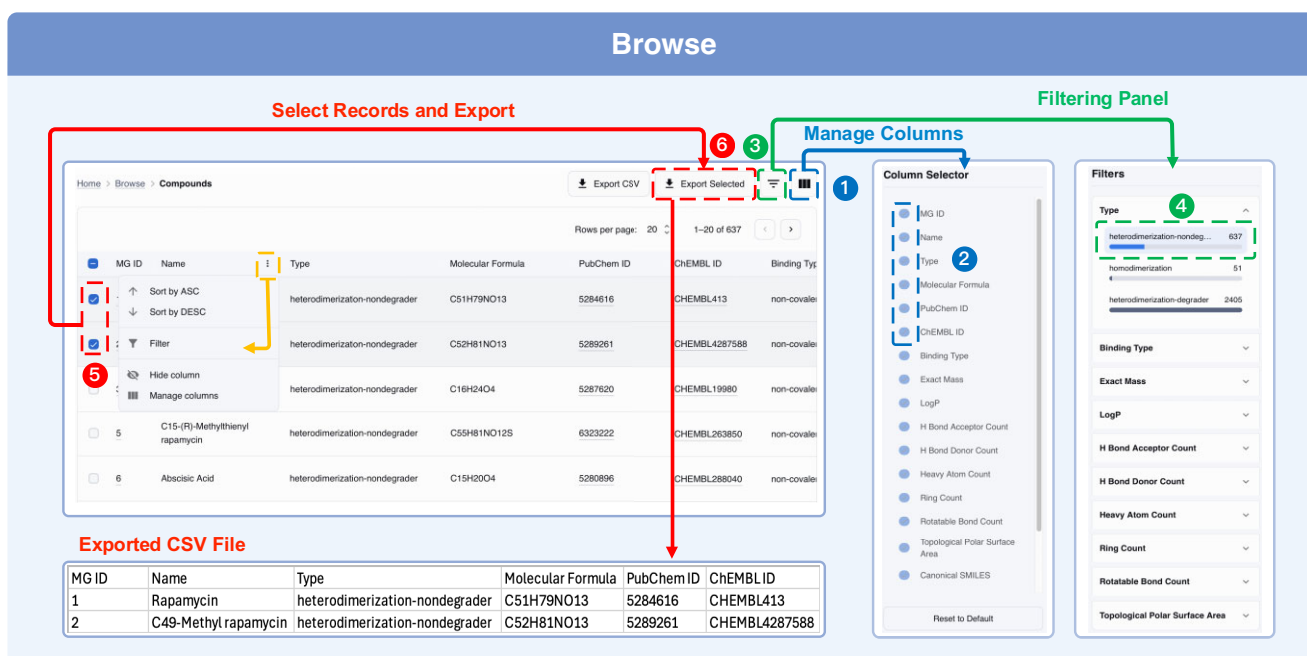 Browse
Select Records and Export
Filtering Panel
Manage Columns
6
3
1
Home > Browse > Compounds
Export CSV
Export Selected
Rows per page: 20
1–20 of 637
MG ID Name Type Molecular Formula PubChem ID ChEMBL ID Binding Typ
Sort by ASC
Sort by DESC
Filter
Hide column
Manage columns
5
heterodimerizaton-nondegrader C51H79NO13 5284616 CHEMBL413 non-covale
heterodimerization-nondegrader C52H81NO13 5289261 CHEMBL4287588 non-covale
heterodimerization-nondegrader C16H24O4 5287620 CHEMBL19980 non-covale
5 C15-(R)-Methylthienyl
rapamycin
heterodimerization-nondegrader C55H81NO12S 6323222 CHEMBL263850 non-covale
6 Abscisic Acid heterodimerization-nondegrader C15H20O4 5280896 CHEMBL288040 non-covale
Exported CSV File
MG ID Name Type Molecular Formula PubChem ID ChEMBL ID
1 Rapamycin heterodimerization-nondegrader C51H79NO13 5284616 CHEMBL413
2 C49-Methyl rapamycin heterodimerization-nondegrader C52H81NO13 5289261 CHEMBL4287588
Column Selector
MG ID
Name
Type
2
Molecular Formula
PubChem ID
ChEMBL ID
Binding Type
Exact Mass
LogP
H Bond Acceptor Count
H Bond Donor Count
Heavy Atom Count
Ring Count
Rotatable Bond Count
Topological Polar Surface
Area
Canonical SMILES
Reset to Default
Filters
Type
4
heterodimerization-nondeg... 637
homodimerization 51
heterodimerization-degrader 2405
Binding Type
Exact Mass
LogP
H Bond Acceptor Count
H Bond Donor Count
Heavy Atom Count
Ring Count
Rotatable Bond Count
Topological Polar Surface Area